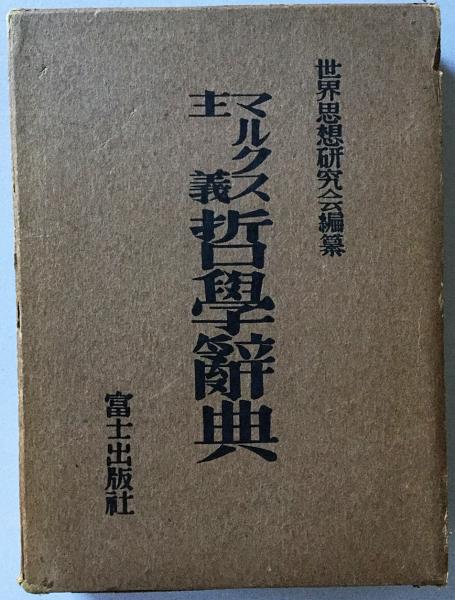 世界思想研究会編纂
マルクス
主義
哲學辭典
富士出版社